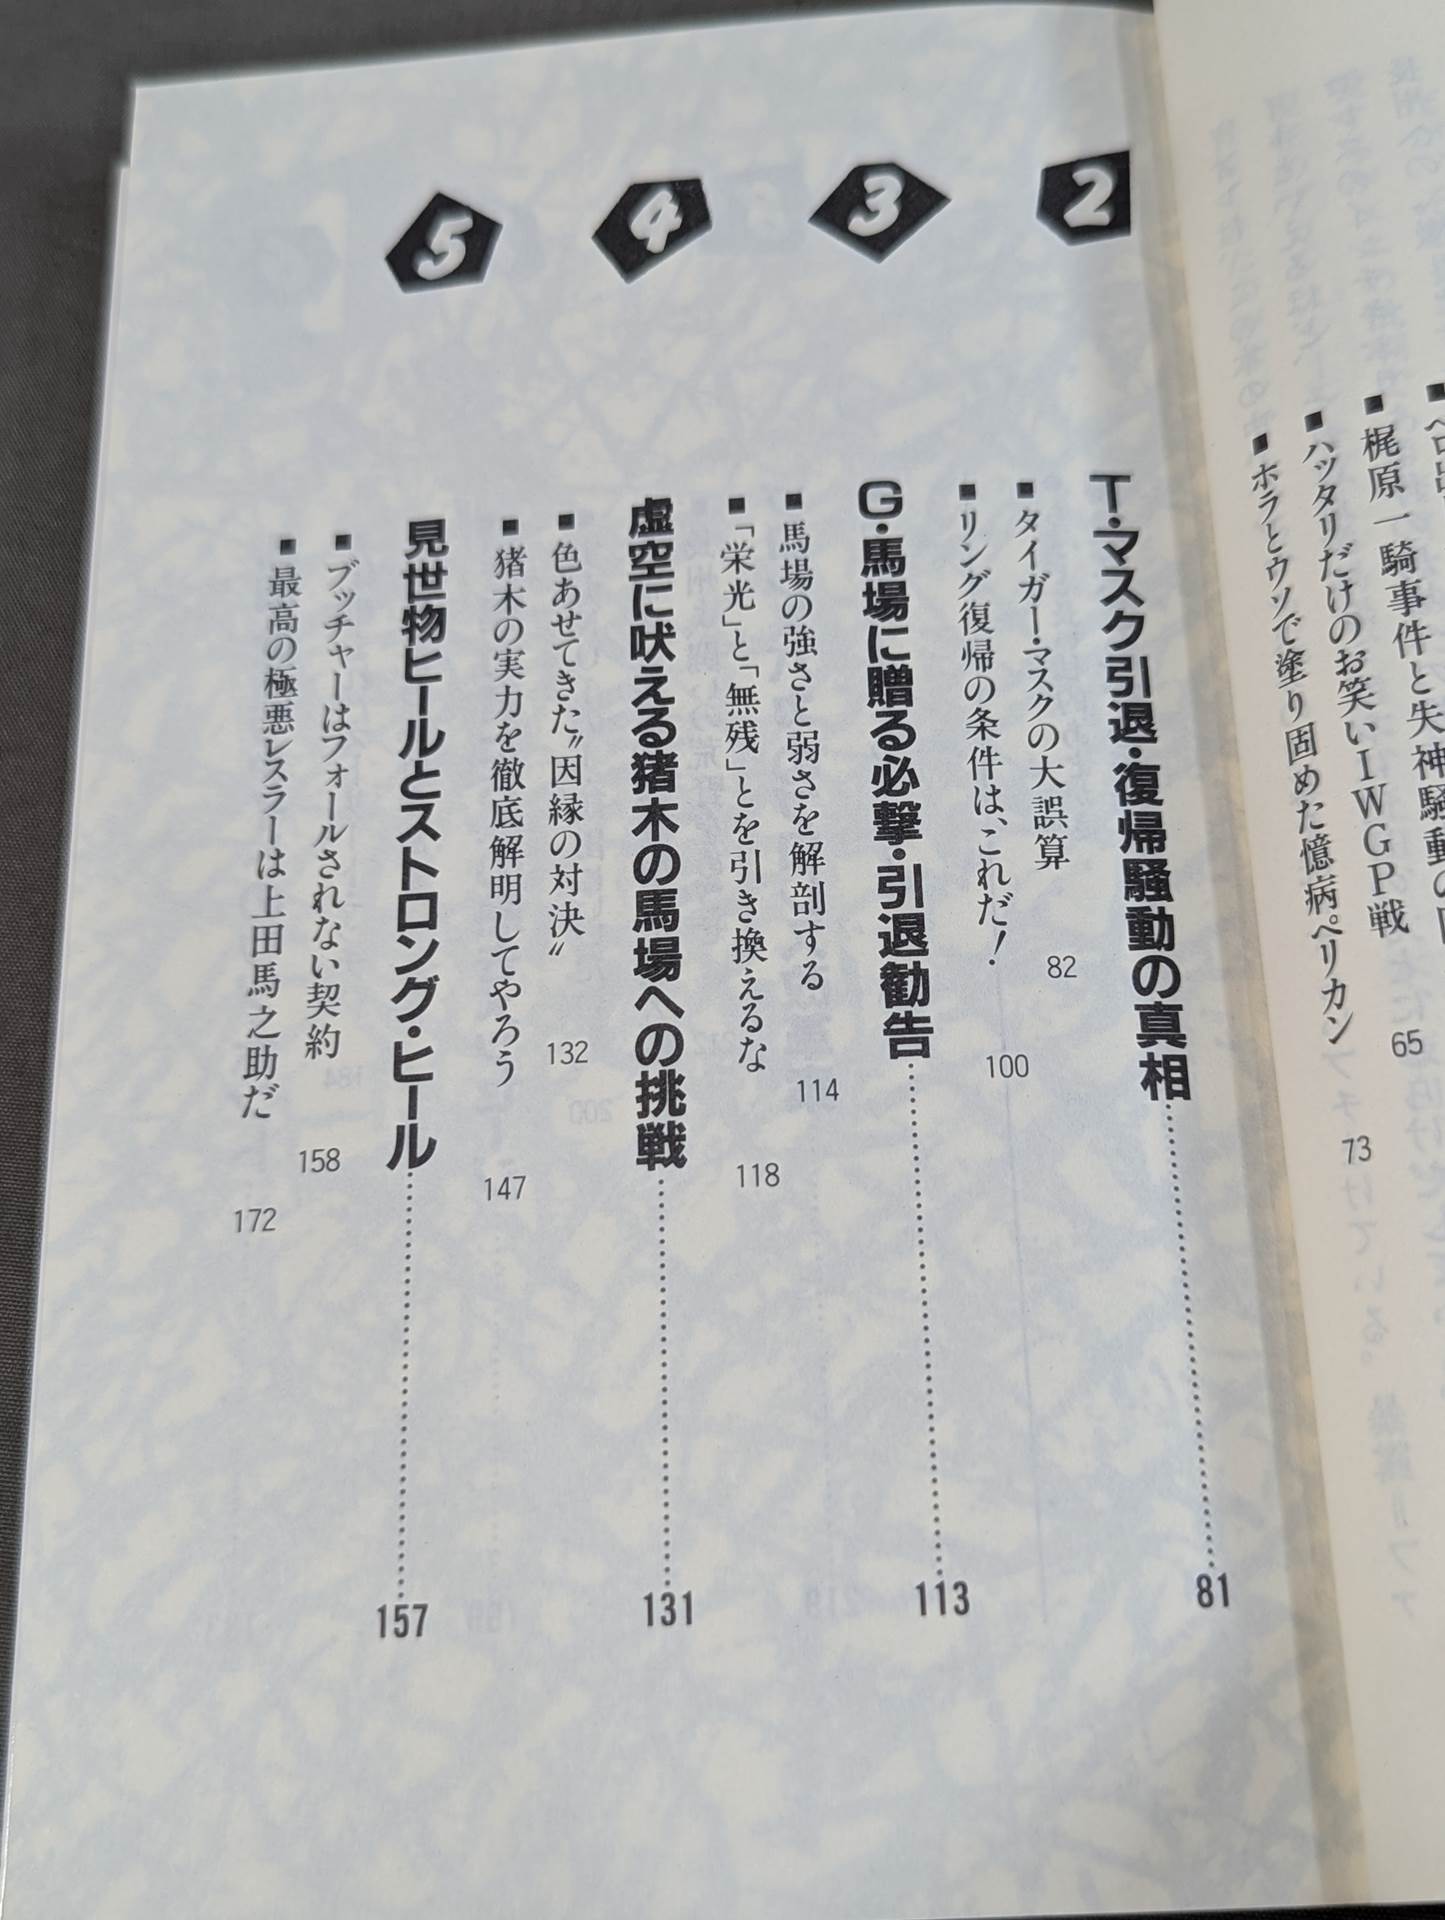 ■梶原一騎事件と失神騒動の
65
■ハッタリだけのお笑いIWGP戦
73
■ホラとウソで塗り固めた憶病ペリカン
2
T・マスク引退・復帰騒動の真相
81
■タイガー・マスクの大誤算
82
■リング復帰の条件は、これだ！
100
3
G・馬場に贈る必撃・引退勧告
113
■馬場の強さと弱さを解剖する
114
■「栄光」と「無残」とを引き換えるな
118
4
虚空に吠える猪木の馬場への挑戦
131
■色あせてきた〝因縁の対決〟
132
■猪木の実力を徹底解明してやろう
147
5
見世物ヒールとストロング・ヒール
157
■ブッチャーはフォールされない契約
158
■最高の極悪レスラーは上田馬之助だ
172